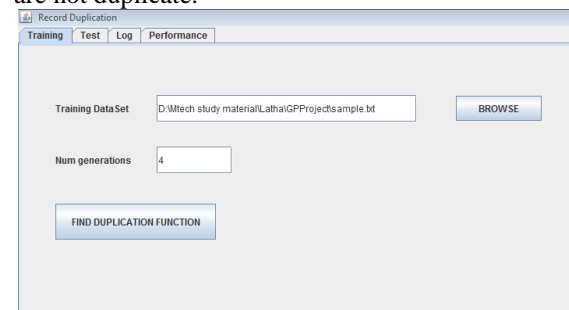 are not duplicate.
Record Duplication
Training Test Log Performance
Training DataSet D:\Mtech study material\Latha\GPProject\sample.txt BROWSE
Num generations 4
FIND DUPLICATION FUNCTION